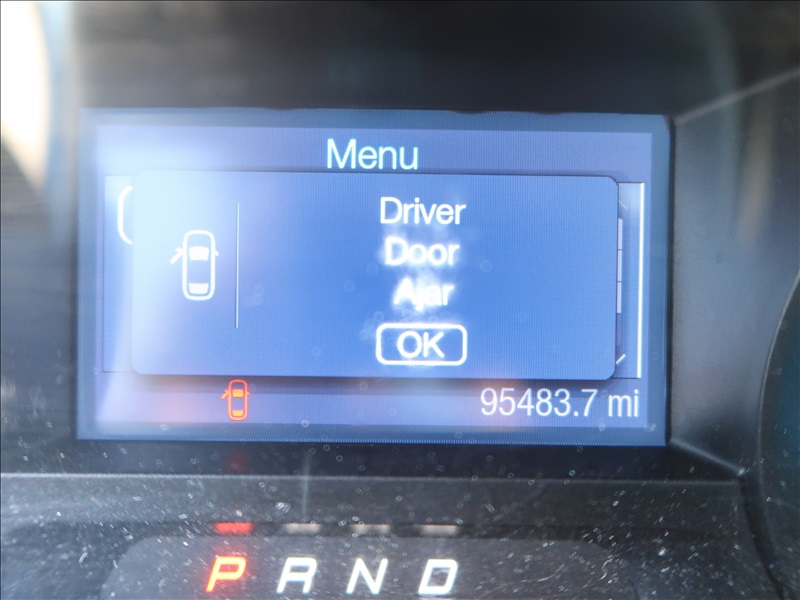 Menu
Driver
Door
Ajar
OK
95483.7 mi
P R N D